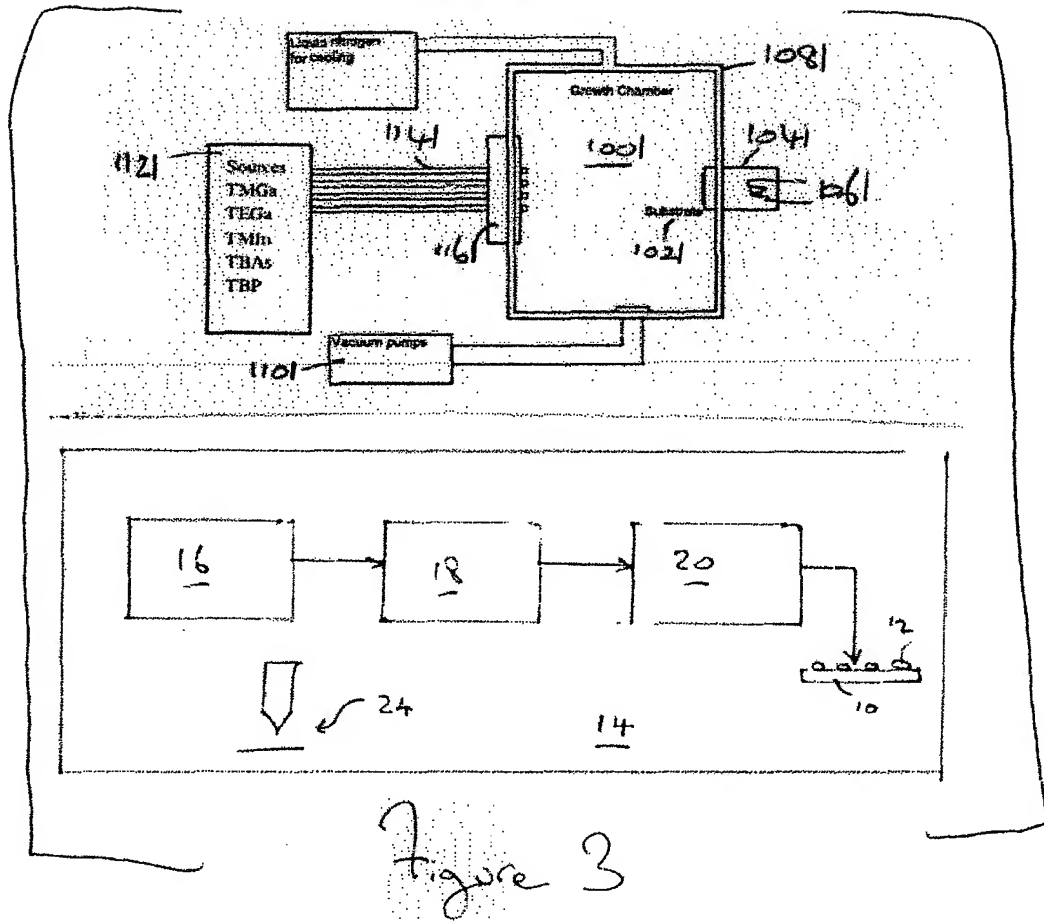 Liquid nitrogen
for cooling
1081
Growth Chamber
1141
1041
1121
1001
Sources
TMGa
TEGa
TMIn
TBAs
TBP
1061
Substrate
1021
1161
Vacuum pumps
1101
16
18
20
12
10
24
14
Figure 3